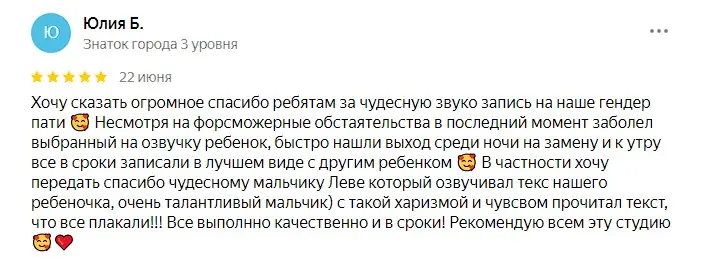 Ю
Юлия Б.
Знаток города 3 уровня
22 июня
Хочу сказать огромное спасибо ребятам за чудесную звуко запись на наше гендер
пати 🥰 Несмотря на форсможерные обстаятельства в последний момент заболел
выбранный на озвучку ребенок, быстро нашли выход среди ночи на замену и к утру
все в сроки записали в лучшем виде с другим ребенком 🥰 В частности хочу
передать спасибо чудесному мальчику Леве который озвучивал текс нашего
ребеночка, очень талантливый мальчик) с такой харизмой и чувсвом прочитал текст,
что все плакали!!! Все выполнно качественно и в сроки! Рекомендую всем эту студию
🥰❤️